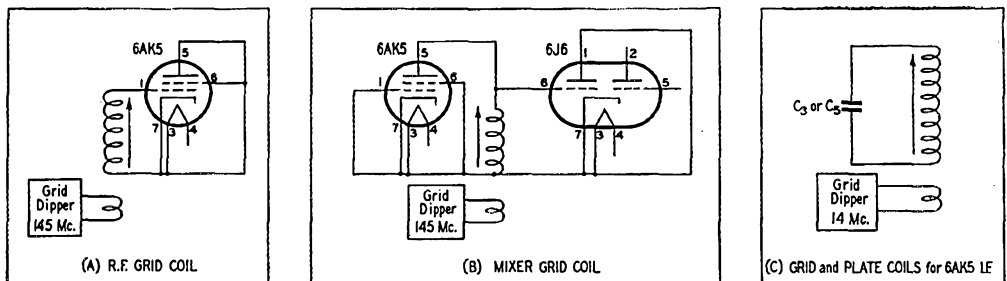 6AK5
5
1
6
7
3
4
Grid
Dipper
145 Mc.
(A) R.F. GRID COIL
6AK5
5
1
6
7
3
4
6J6
1
2
6
5
7
3
4
Grid
Dipper
145 Mc.
(B) MIXER GRID COIL
C3 or C5
Grid
Dipper
14 Mc.
(C) GRID and PLATE COILS for 6AK5 I.F.